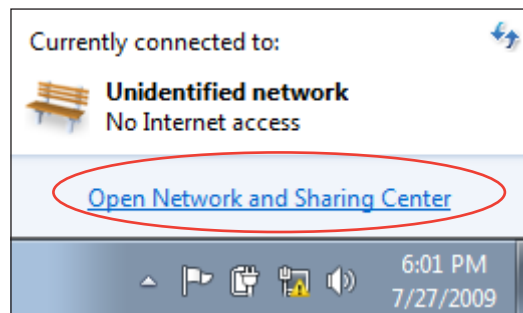 Currently connected to:
Unidentified network
No Internet access
Open Network and Sharing Center
6:01 PM
7/27/2009